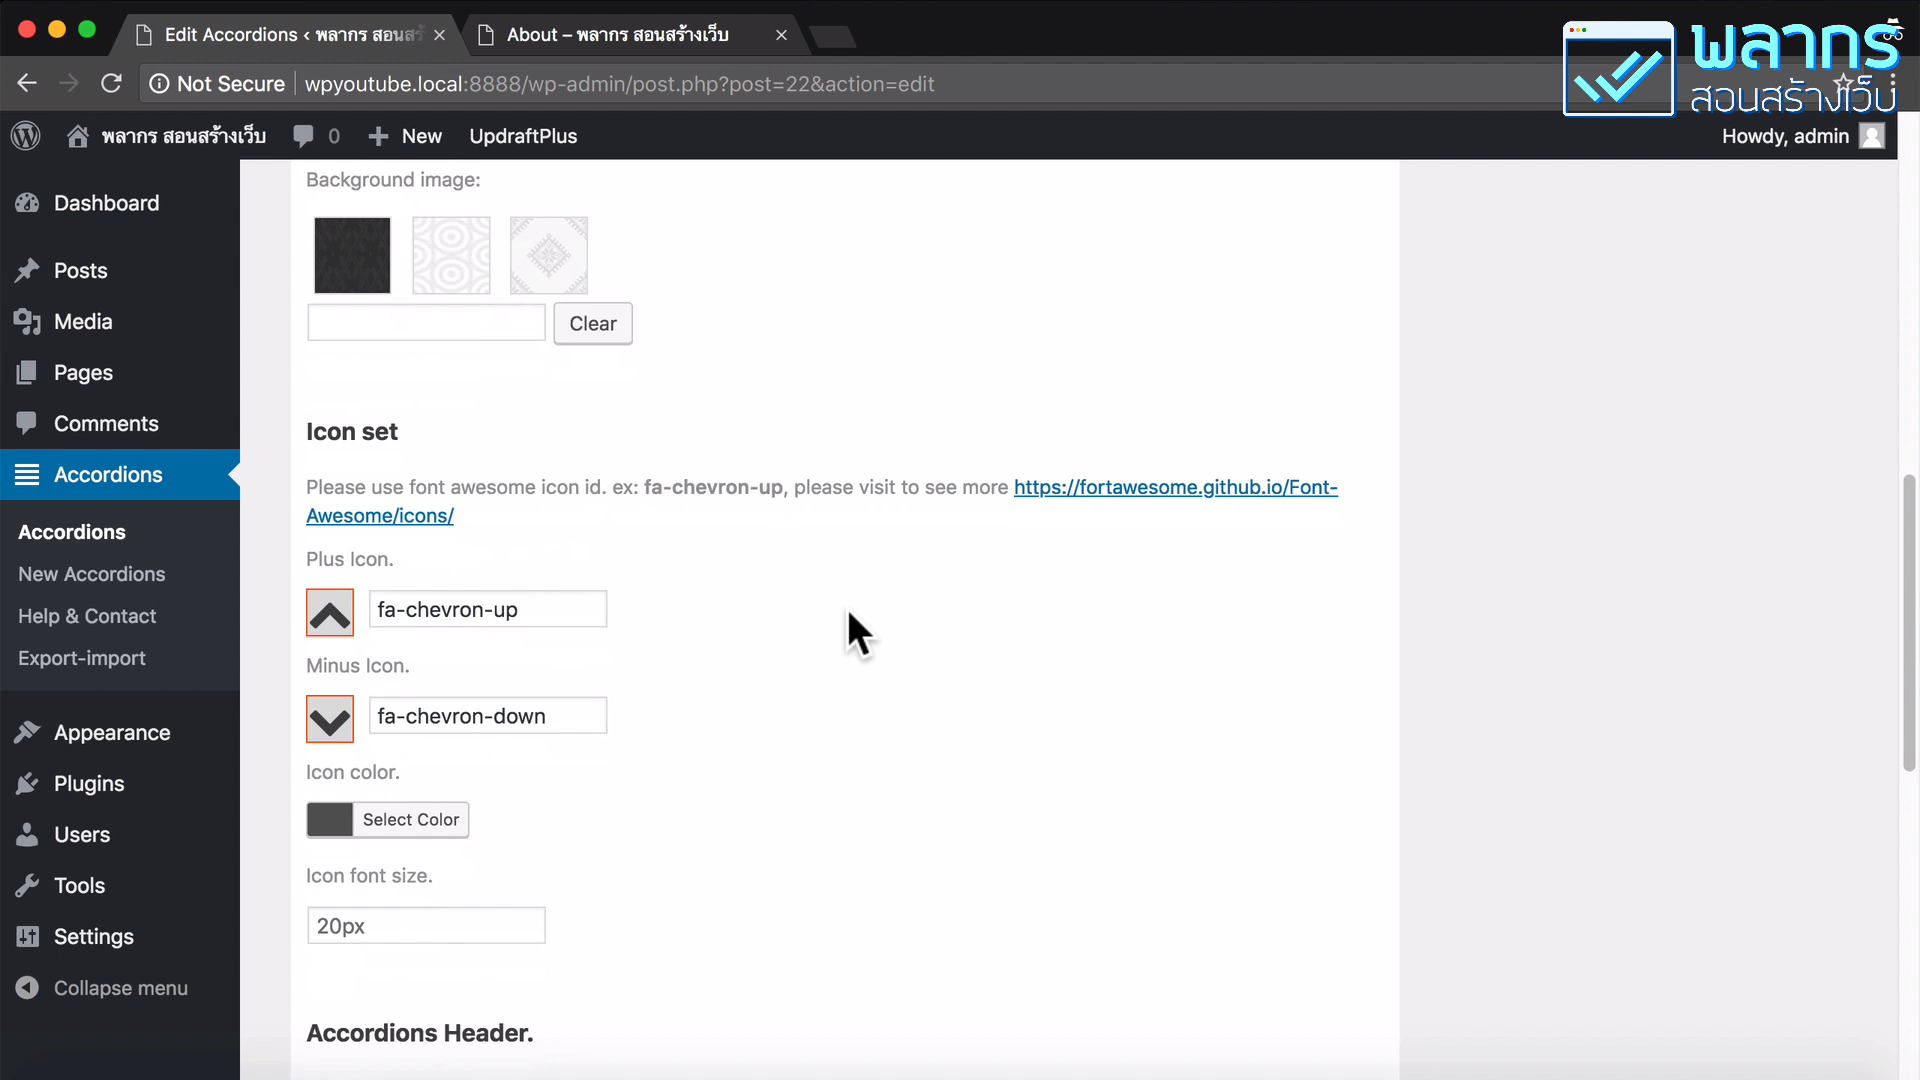 Edit Accordions ‹ พลากร สอนสร้
About – พลากร สอนสร้างเว็บ
พลากร
สอนสร้างเว็บ
Not Secure
wpyoutube.local:8888/wp-admin/post.php?post=22&action=edit
พลากร สอนสร้างเว็บ
0
New
UpdraftPlus
Howdy, admin
Dashboard
Posts
Media
Pages
Comments
Accordions
Accordions
New Accordions
Help & Contact
Export-import
Appearance
Plugins
Users
Tools
Settings
Collapse menu
Background image:
Clear
Icon set
Please use font awesome icon id. ex: fa-chevron-up, please visit to see more https://fortawesome.github.io/Font-
Awesome/icons/
Plus Icon.
fa-chevron-up
Minus Icon.
fa-chevron-down
Icon color.
Select Color
Icon font size.
20px
Accordions Header.